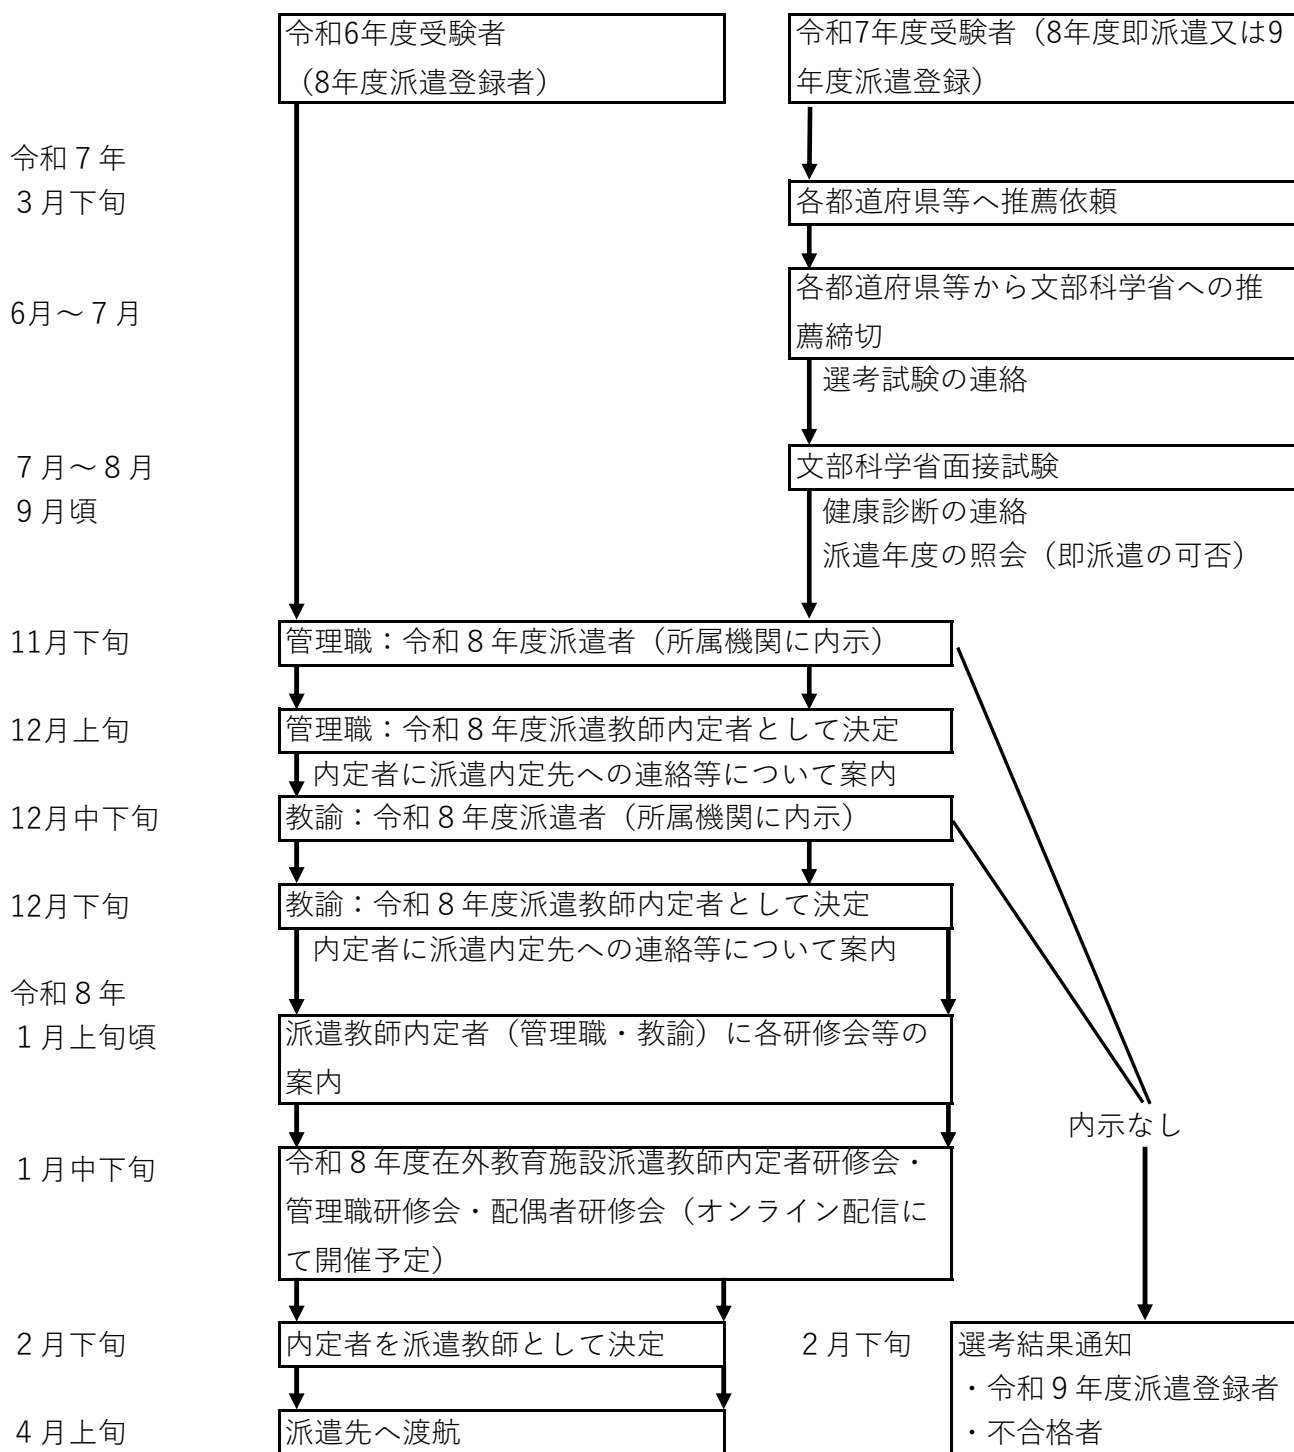 令和6年度受験者
（8年度派遣登録者）
令和7年度受験者（8年度即派遣又は9
年度派遣登録）
令和７年
３月下旬
各都道府県等へ推薦依頼
6月～７月
各都道府県等から文部科学省への推
薦締切
選考試験の連絡
７月～８月
文部科学省面接試験
９月頃
健康診断の連絡
派遣年度の照会（即派遣の可否）
11月下旬
管理職：令和８年度派遣者（所属機関に内示）
12月上旬
管理職：令和８年度派遣教師内定者として決定
内定者に派遣内定先への連絡等について案内
12月中下旬
教諭：令和８年度派遣者（所属機関に内示）
12月下旬
教諭：令和８年度派遣教師内定者として決定
内定者に派遣内定先への連絡等について案内
令和８年
１月上旬頃
派遣教師内定者（管理職・教諭）に各研修会等の
案内
内示なし
１月中下旬
令和８年度在外教育施設派遣教師内定者研修会・
管理職研修会・配偶者研修会（オンライン配信に
て開催予定）
２月下旬
内定者を派遣教師として決定
２月下旬
選考結果通知
・令和９年度派遣登録者
・不合格者
４月上旬
派遣先へ渡航